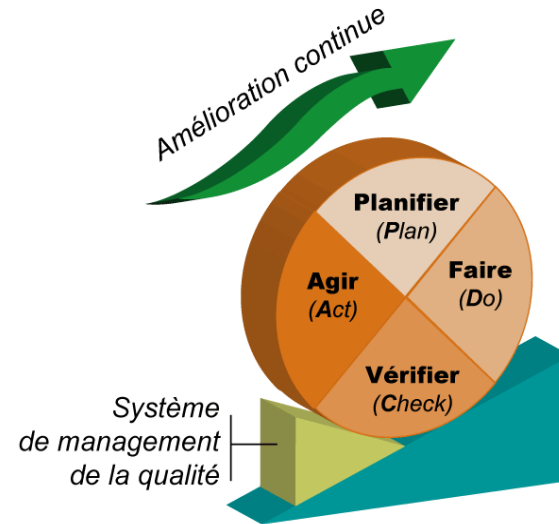 Amélioration continue
Planifier
(Plan)
Faire
(Do)
Agir
(Act)
Vérifier
(Check)
Système
de management
de la qualité